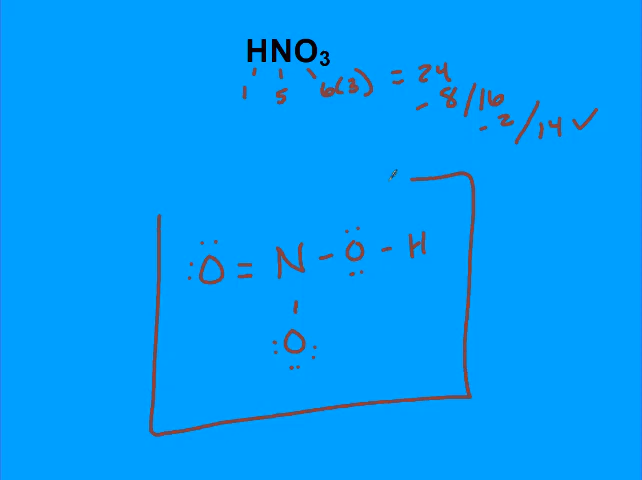 HNO3
1 5 6(3) = 24
- 8/16
- 2/14 ✓
:Ö = N - Ö - H
:O: